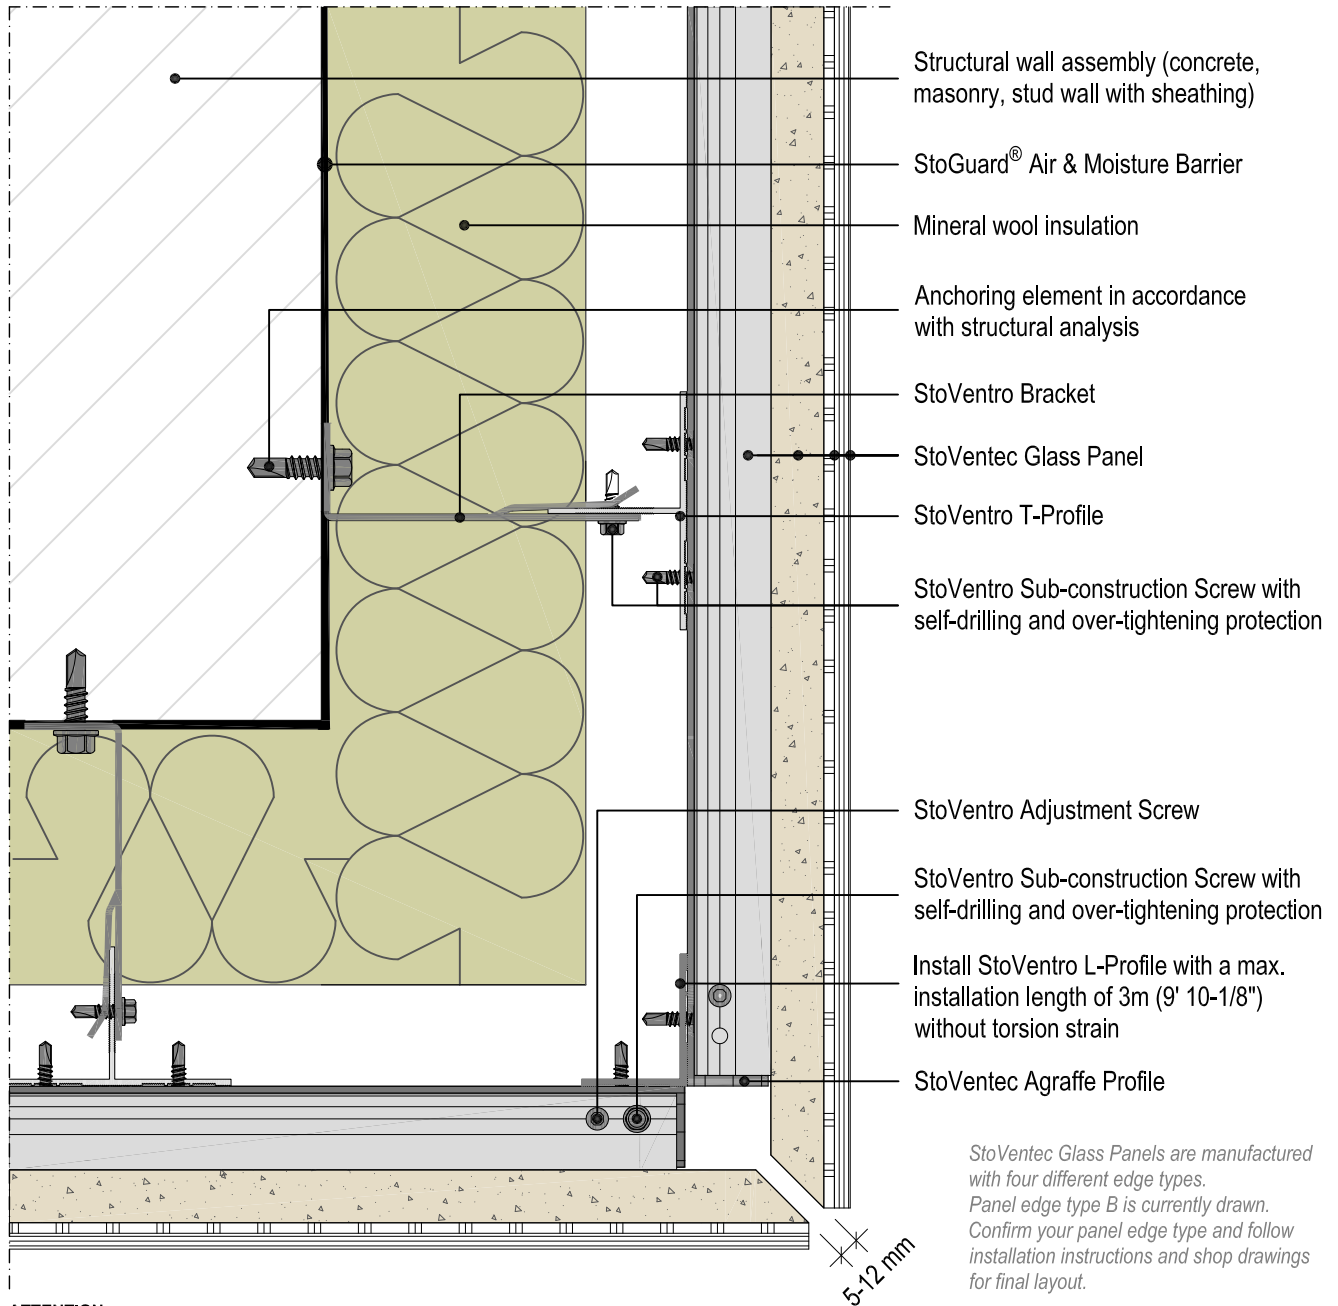 Structural wall assembly (concrete,
masonry, stud wall with sheathing)
StoGuard® Air & Moisture Barrier
Mineral wool insulation
Anchoring element in accordance
with structural analysis
StoVentro Bracket
StoVentec Glass Panel
StoVentro T-Profile
StoVentro Sub-construction Screw with
self-drilling and over-tightening protection
StoVentro Adjustment Screw
StoVentro Sub-construction Screw with
self-drilling and over-tightening protection
Install StoVentro L-Profile with a max.
installation length of 3m (9' 10-1/8")
without torsion strain
StoVentec Agraffe Profile
StoVentec Glass Panels are manufactured
with four different edge types.
Panel edge type B is currently drawn.
Confirm your panel edge type and follow
installation instructions and shop drawings
for final layout.
5-12 mm
ATTENTION